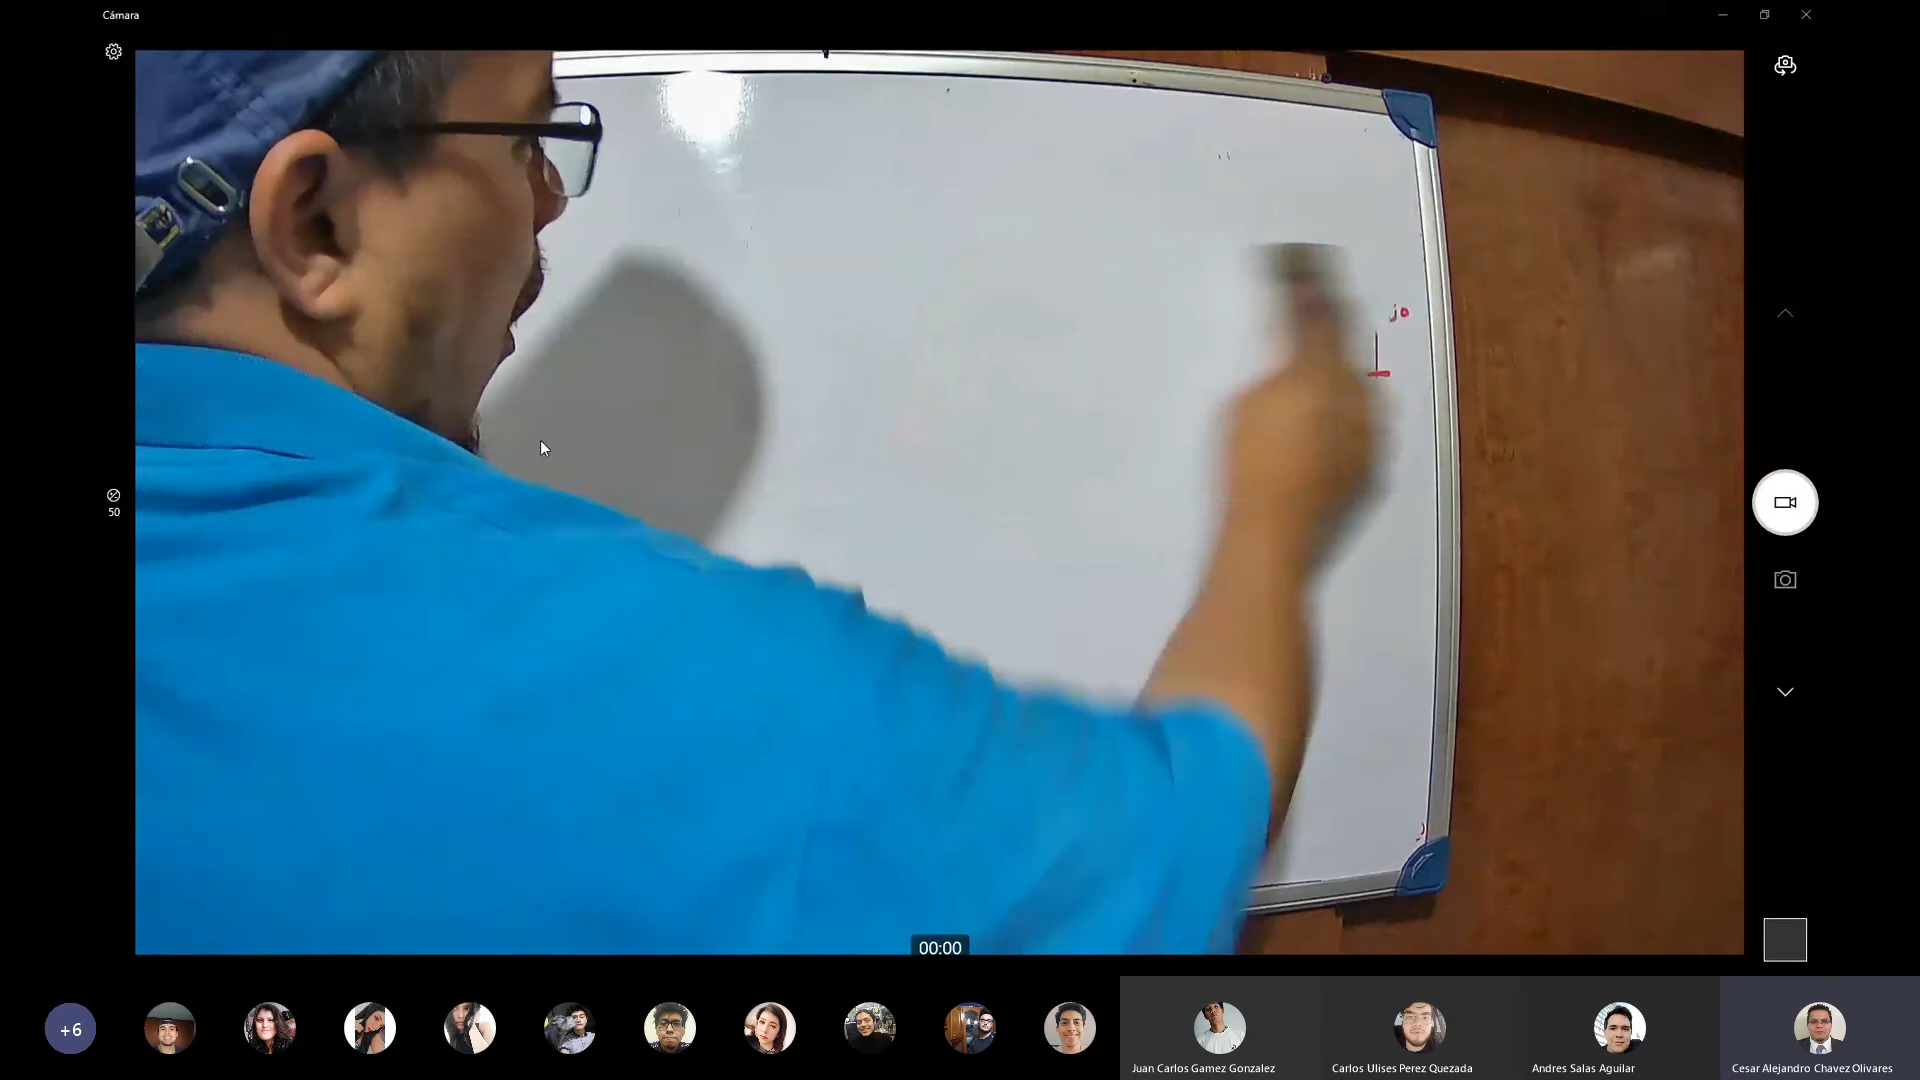 Cámara
50
00:00
+6
Juan Carlos Gamez Gonzalez
Carlos Ulises Perez Quezada
Andres Salas Aguilar
Cesar Alejandro Chavez Olivares